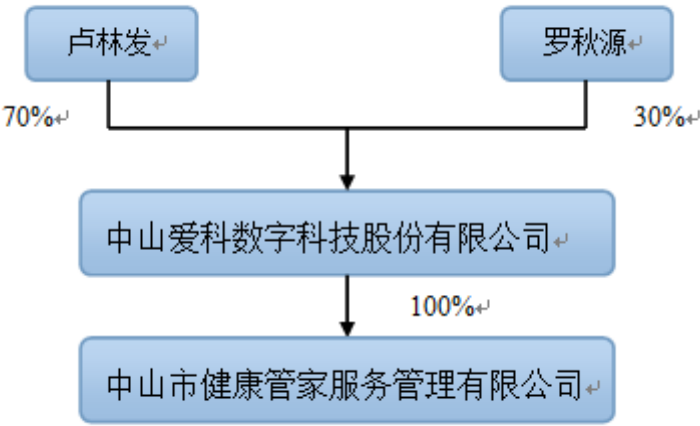 卢林发
罗秋源
70%
30%
中山爱科数字科技股份有限公司
100%
中山市健康管家服务管理有限公司